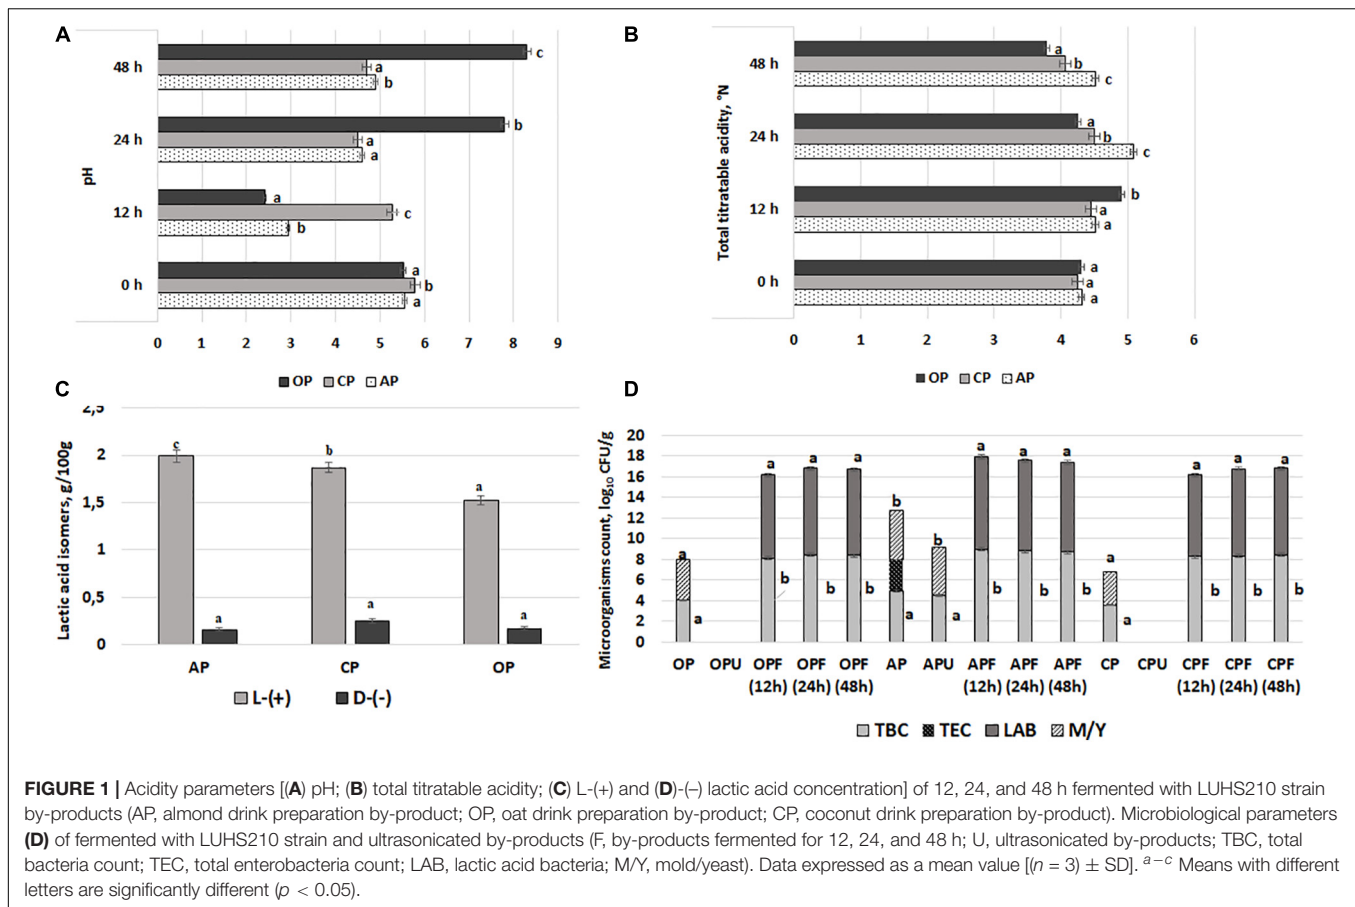 A
pH
48 h
c
a
b
24 h
b
a
a
12 h
a
c
b
0 h
a
b
a
0 1 2 3 4 5 6 7 8 9
OP CP AP
B
Total titratable acidity, °N
48 h
a
b
c
24 h
a
b
c
12 h
b
a
a
0 h
a
a
a
0 1 2 3 4 5 6
OP CP AP
C
Lactic acid isomers, g/100g
2,5
2
1,5
1
0,5
0
c
a
b
a
a
a
AP CP OP
L-(+) D-(-)
D
Microorganisms count, log₁₀ CFU/g
20
18
16
14
12
10
8
6
4
2
0
a a a a b b a a a a a a a
a b b b a a b b b a b b b
OP OPU OPF OPF OPF AP APU APF APF APF CP CPU CPF CPF CPF
(12h) (24h) (48h) (12h) (24h) (48h) (12h) (24h) (48h)
TBC TEC LAB M/Y
FIGURE 1 | Acidity parameters [(A) pH; (B) total titratable acidity; (C) L-(+) and (D)-(–) lactic acid concentration] of 12, 24, and 48 h fermented with LUHS210 strain
by-products (AP, almond drink preparation by-product; OP, oat drink preparation by-product; CP, coconut drink preparation by-product). Microbiological parameters
(D) of fermented with LUHS210 strain and ultrasonicated by-products (F, by-products fermented for 12, 24, and 48 h; U, ultrasonicated by-products; TBC, total
bacteria count; TEC, total enterobacteria count; LAB, lactic acid bacteria; M/Y, mold/yeast). Data expressed as a mean value [(n = 3) ± SD]. a–c Means with different
letters are significantly different (p < 0.05).